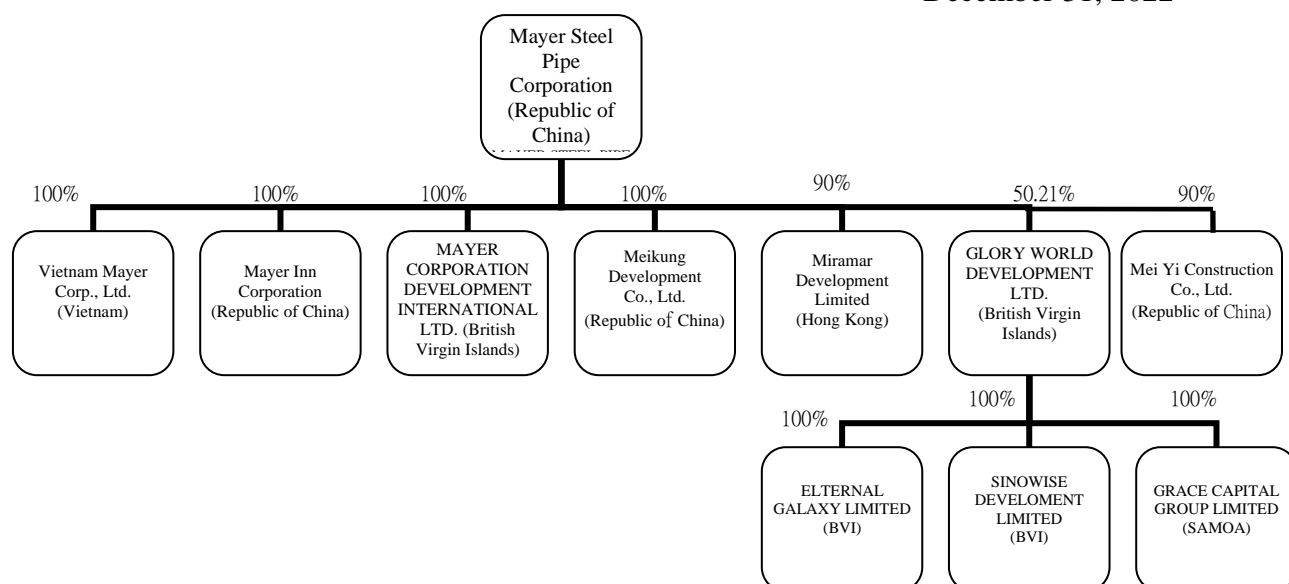 December 31, 2022
Mayer Steel
Pipe
Corporation
(Republic of
China)
MAYER STEEL PIPE
100%
100%
100%
100%
90%
50.21%
90%
Vietnam Mayer
Corp., Ltd.
(Vietnam)
Mayer Inn
Corporation
(Republic of China)
MAYER
CORPORATION
DEVELOPMENT
INTERNATIONAL
LTD. (British
Virgin Islands)
Meikung
Development
Co., Ltd.
(Republic of China)
Miramar
Development
Limited
(Hong Kong)
GLORY WORLD
DEVELOPMENT
LTD.
(British Virgin
Islands)
Mei Yi Construction
Co., Ltd.
(Republic of China)
100%
100%
100%
ELTERNAL
GALAXY LIMITED
(BVI)
SINOWISE
DEVELOMENT
LIMITED
(BVI)
GRACE CAPITAL
GROUP LIMITED
(SAMOA)